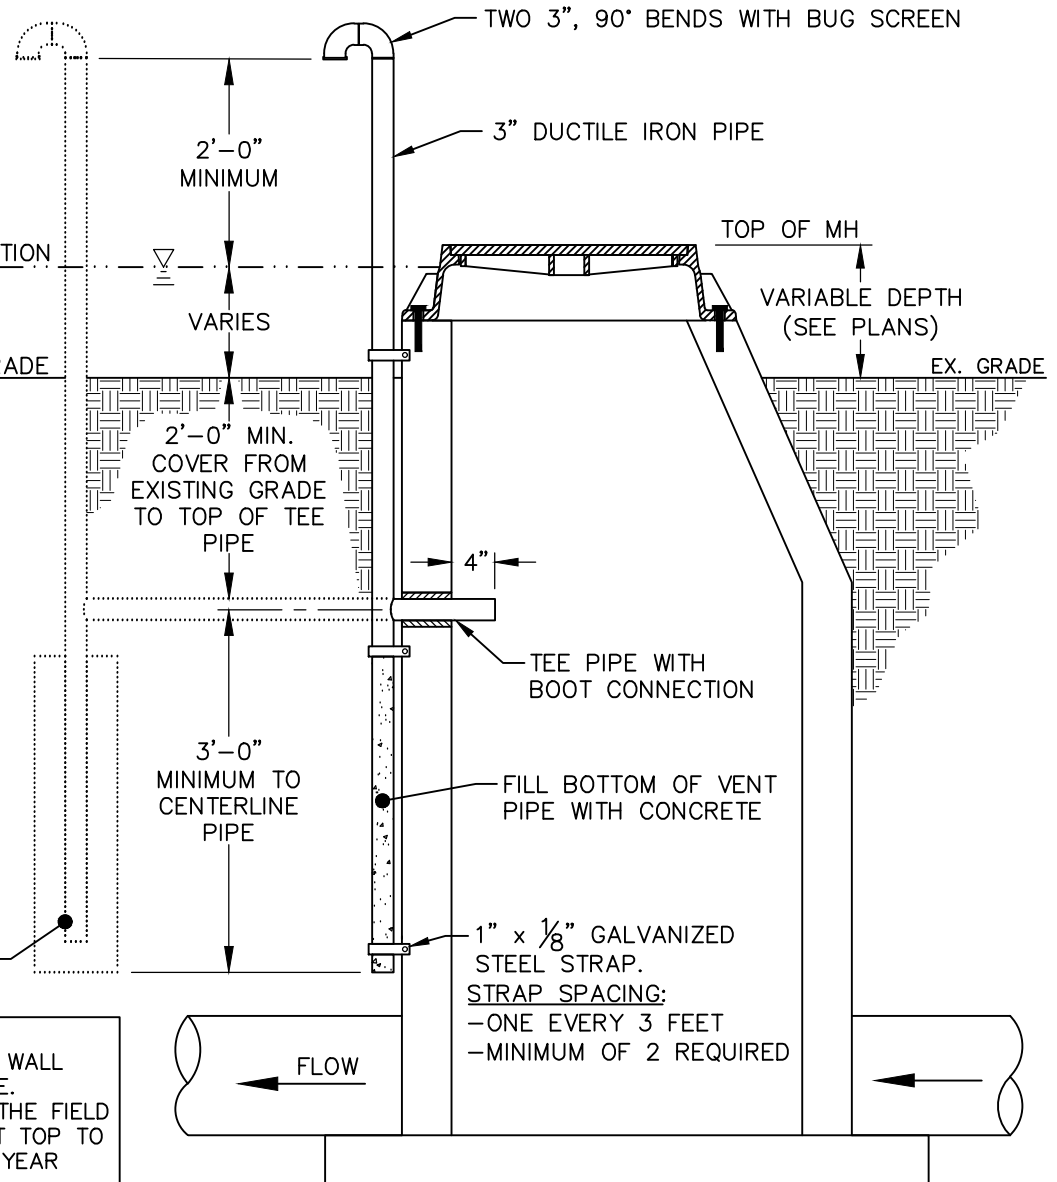 TWO 3", 90° BENDS WITH BUG SCREEN
3" DUCTILE IRON PIPE
2'-0"
MINIMUM
TOP OF MH
VARIES
VARIABLE DEPTH
(SEE PLANS)
EX. GRADE
2'-0" MIN.
COVER FROM
EXISTING GRADE
TO TOP OF TEE
PIPE
4"
TEE PIPE WITH
BOOT CONNECTION
3'-0"
MINIMUM TO
CENTERLINE
PIPE
FILL BOTTOM OF VENT
PIPE WITH CONCRETE
1" x 1/8" GALVANIZED
STEEL STRAP.
STRAP SPACING:
-ONE EVERY 3 FEET
-MINIMUM OF 2 REQUIRED
FLOW
WALL
THE FIELD
TOP TO
YEAR